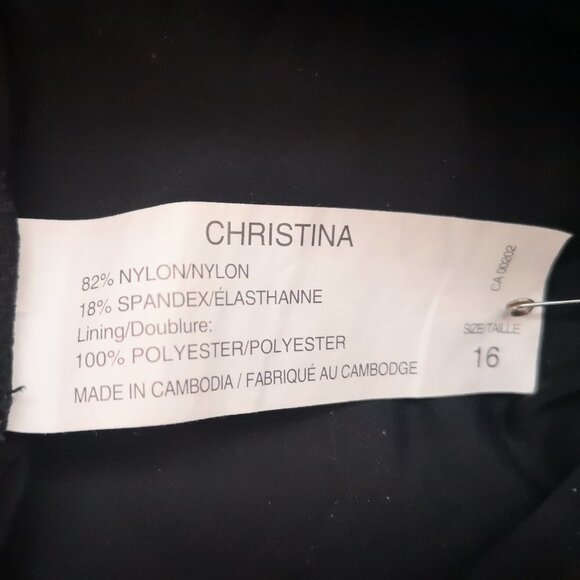 CHRISTINA
82% NYLON/NYLON
18% SPANDEX/ÉLASTHANNE
Lining/Doublure:
100% POLYESTER/POLYESTER
MADE IN CAMBODIA / FABRIQUÉ AU CAMBODGE
CA 00802
SIZE/TAILLE
16